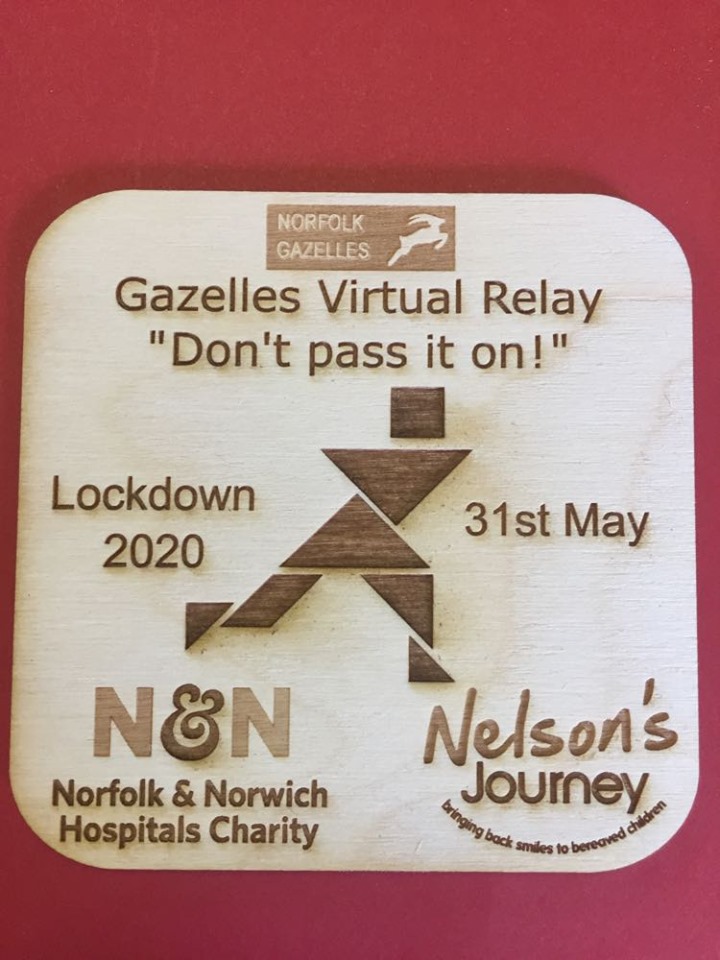 NORFOLK
GAZELLES
Gazelles Virtual Relay
"Don't pass it on!"
Lockdown
2020
31st May
N&N
Norfolk & Norwich
Hospitals Charity
Nelson's
Journey
bringing back smiles to bereaved children